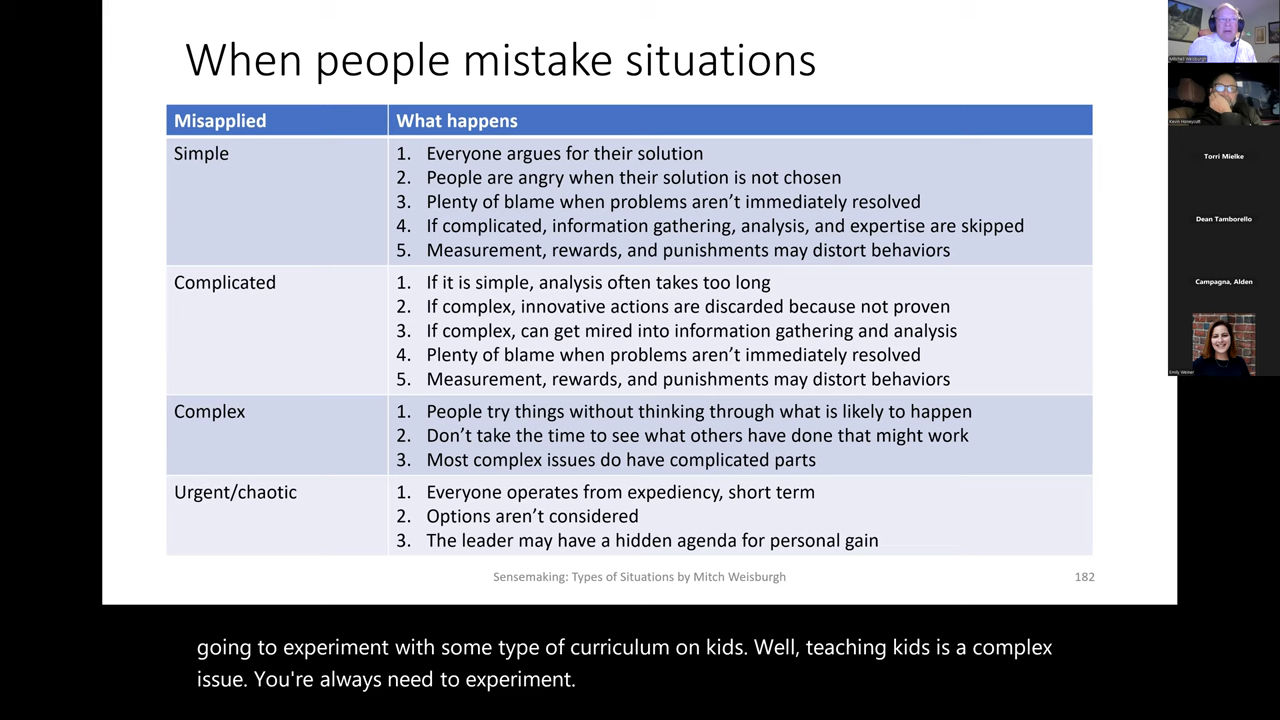 When people mistake situations
Misapplied
What happens
Simple
1. Everyone argues for their solution
2. People are angry when their solution is not chosen
3. Plenty of blame when problems aren’t immediately resolved
4. If complicated, information gathering, analysis, and expertise are skipped
5. Measurement, rewards, and punishments may distort behaviors
Complicated
1. If it is simple, analysis often takes too long
2. If complex, innovative actions are discarded because not proven
3. If complex, can get mired into information gathering and analysis
4. Plenty of blame when problems aren’t immediately resolved
5. Measurement, rewards, and punishments may distort behaviors
Complex
1. People try things without thinking through what is likely to happen
2. Don’t take the time to see what others have done that might work
3. Most complex issues do have complicated parts
Urgent/chaotic
1. Everyone operates from expediency, short term
2. Options aren’t considered
3. The leader may have a hidden agenda for personal gain
Sensemaking: Types of Situations by Mitch Weisburgh
182
Mitchell Weisburgh
Kevin Honeycutt
Torri Mielke
Dean Tamborello
Campagna, Alden
Emily Weiner
going to experiment with some type of curriculum on kids. Well, teaching kids is a complex
issue. You're always need to experiment.